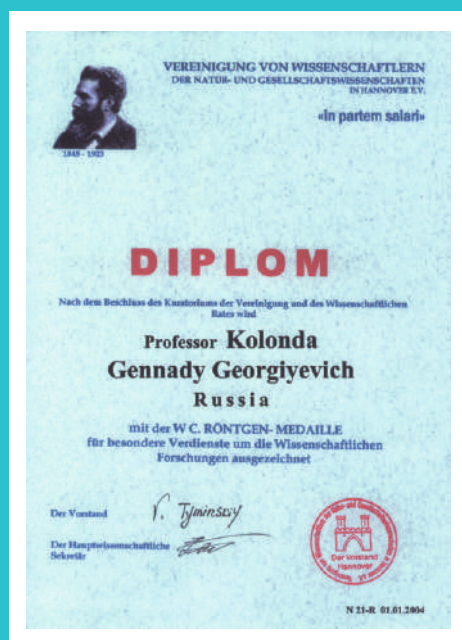 VEREINIGUNG VON WISSENSCHAFTLERN
DER NATUR- UND GESELLSCHAFTSWISSENSCHAFTEN
IN HANNOVER E.V.
«in partem salari»
1845 - 1923
DIPLOM
Nach dem Beschluss des Kuratoriums der Vereinigung und des Wissenschaftlichen
Rates wird
Professor Kolonda
Gennady Georgiyevich
Russia
mit der W C. RÖNTGEN- MEDAILLE
für besondere Verdienste um die Wissenschaftlichen
Forschungen ausgezeichnet
Der Vorstand V. Tyminskiy
Der Hauptwissenschaftliche
Sekretär
Der Vorstand
Hannover
N 21-R 01.01.2004